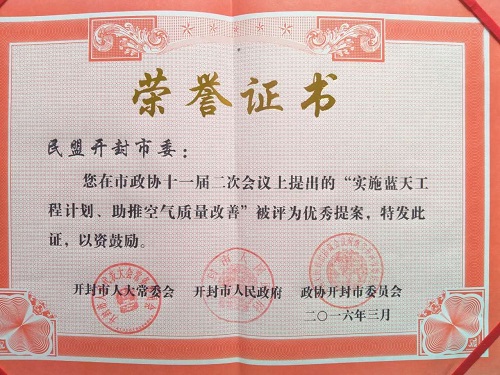 荣誉证书
民盟开封市委：
您在市政协十一届二次会议上提出的“实施蓝天工
程计划、助推空气质量改善”被评为优秀提案，特发此
证，以资鼓励。
开封市人大常委会 开封市人民政府 政协开封市委员会
二〇一六年三月